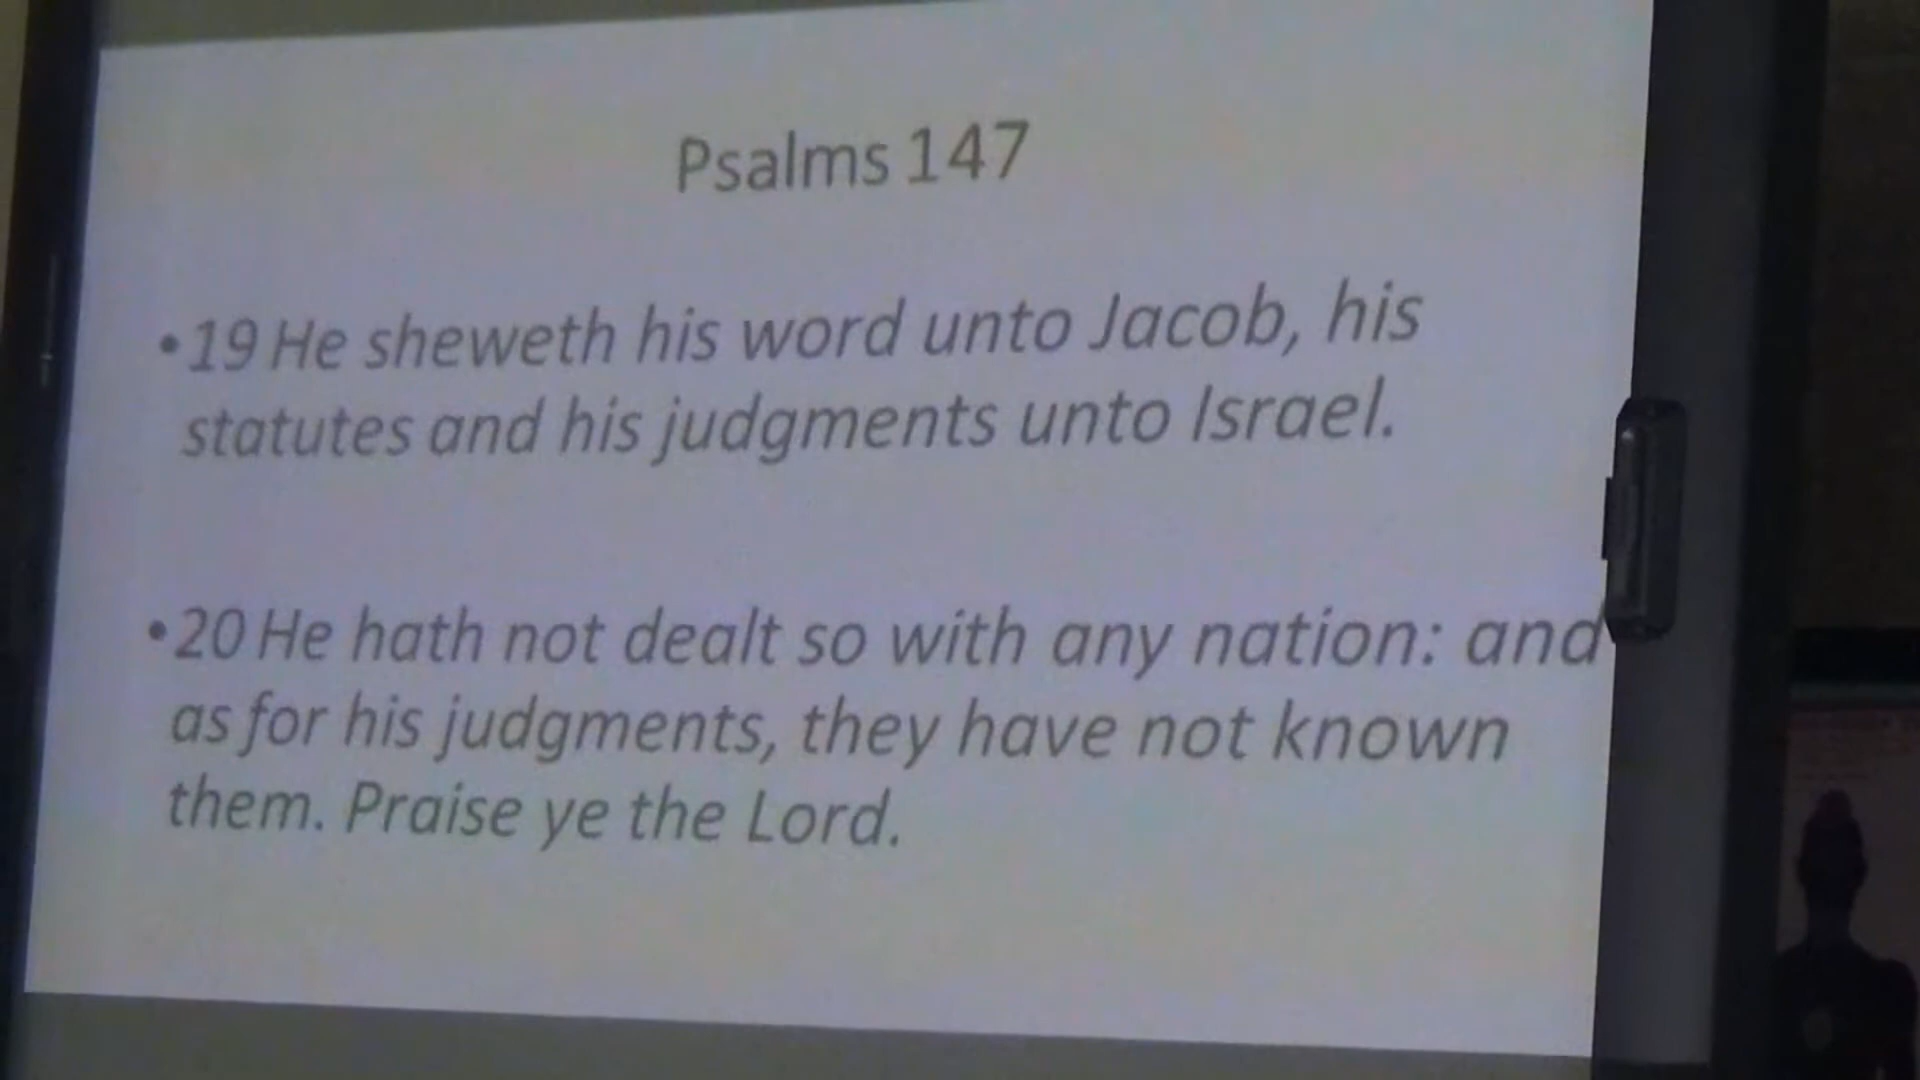 Psalms 147
•19 He sheweth his word unto Jacob, his
statutes and his judgments unto Israel.
•20 He hath not dealt so with any nation: and
as for his judgments, they have not known
them. Praise ye the Lord.